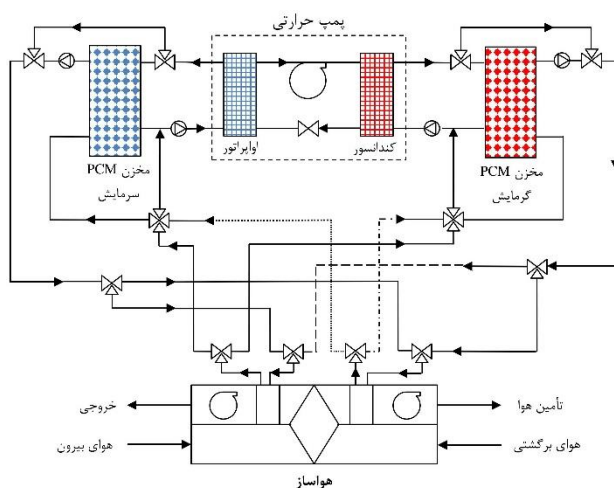 پمپ حرارتی
اواپراتور
کندانسور
مخزن PCM
سرمایش
مخزن PCM
گرمایش
خروجی
تأمین هوا
هوای بیرون
هوای برگشتی
هواساز